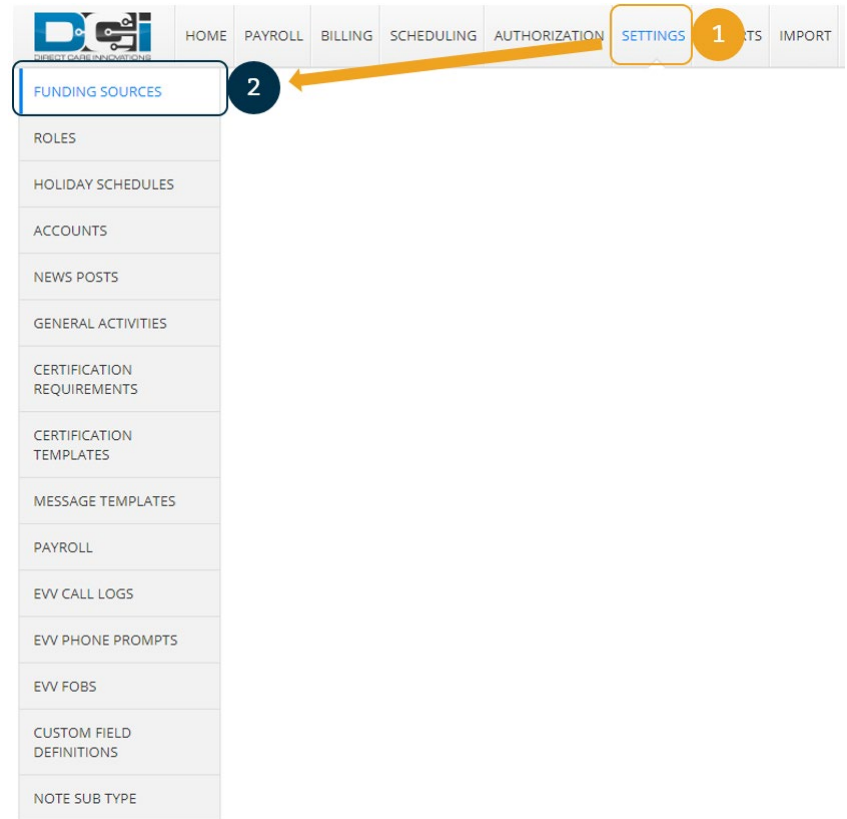 DCI
DIRECT CARE INNOVATIONS
HOME PAYROLL BILLING SCHEDULING AUTHORIZATION SETTINGS 1 IMPORT
FUNDING SOURCES 2
ROLES
HOLIDAY SCHEDULES
ACCOUNTS
NEWS POSTS
GENERAL ACTIVITIES
CERTIFICATION
REQUIREMENTS
CERTIFICATION
TEMPLATES
MESSAGE TEMPLATES
PAYROLL
EVV CALL LOGS
EVV PHONE PROMPTS
EVV FOBS
CUSTOM FIELD
DEFINITIONS
NOTE SUB TYPE